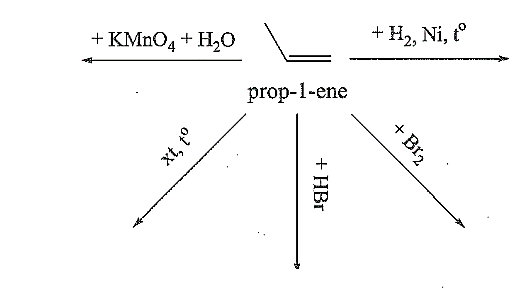 + KMnO₄ + H₂O
+ H₂, Ni, t°
prop-1-ene
xt, t°
+ HBr
+ Br₂